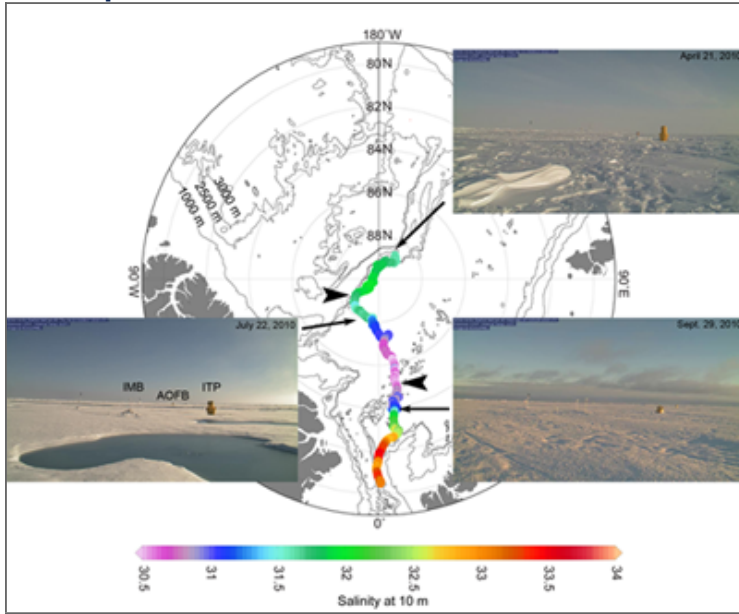 180˚W
80N
82N
84N
86N
88N
3000 m
2500 m
1000 m
90˚W
90˚E
0˚
April 21, 2010
July 22, 2010
IMB
AOFB
ITP
Sept. 29, 2010
30.5
31
31.5
32
32.5
33
33.5
34
Salinity at 10 m